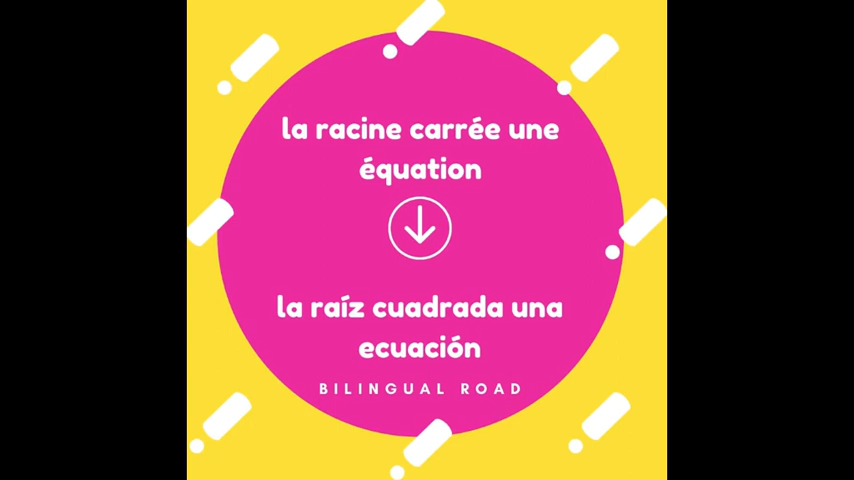 la racine carrée une
équation
la raíz cuadrada una
ecuación
BILINGUAL ROAD